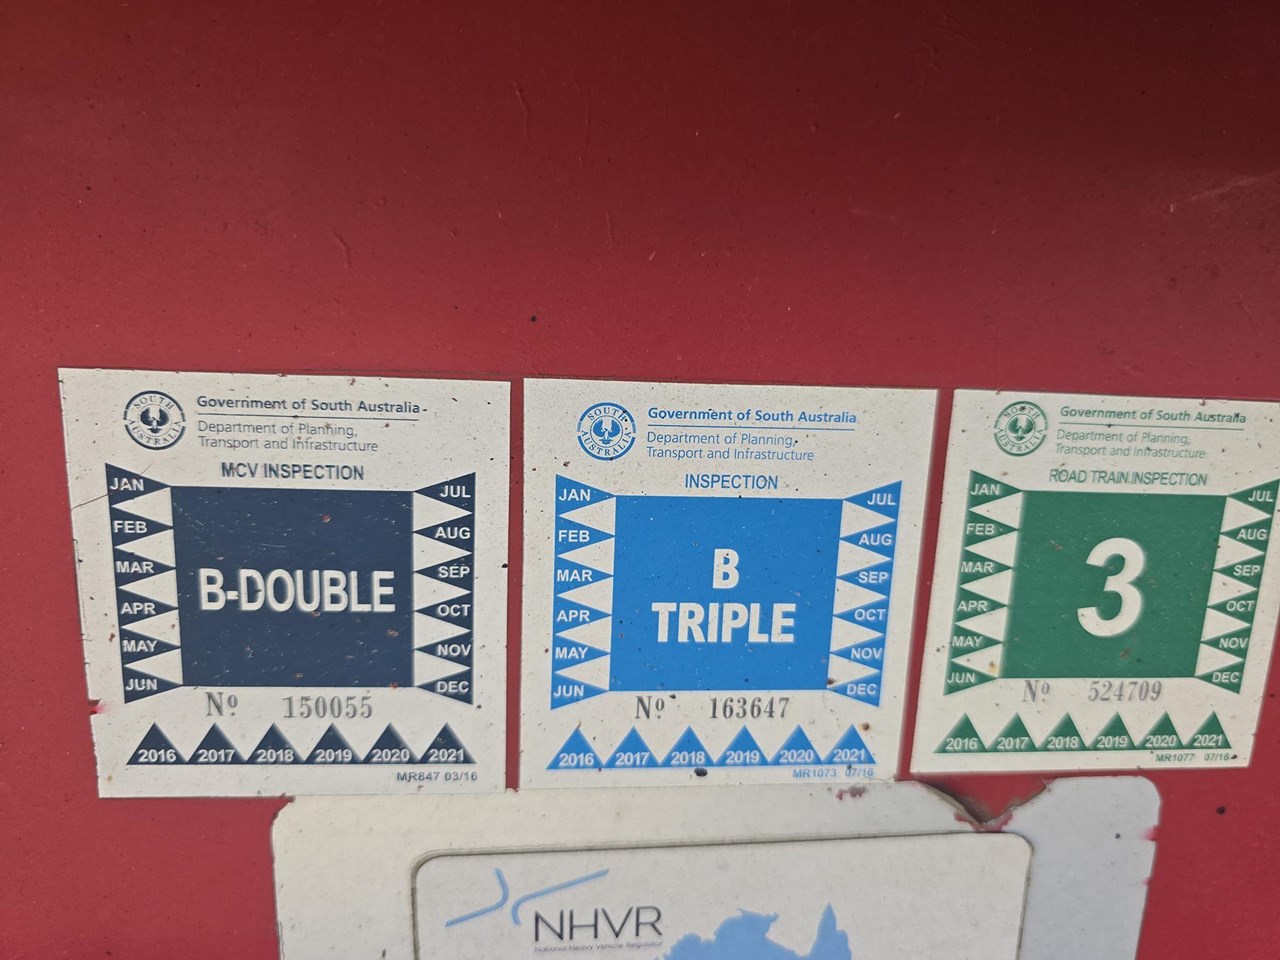 SOUTH AUSTRALIA
Government of South Australia
Department of Planning,
Transport and Infrastructure
MCV INSPECTION
JAN
FEB
MAR
APR
MAY
JUN
B-DOUBLE
JUL
AUG
SEP
OCT
NOV
DEC
Nº 150055
2016 2017 2018 2019 2020 2021
MR847 03/16
SOUTH AUSTRALIA
Government of South Australia
Department of Planning,
Transport and Infrastructure
INSPECTION
JAN
FEB
MAR
APR
MAY
JUN
B
TRIPLE
JUL
AUG
SEP
OCT
NOV
DEC
Nº 163647
2016 2017 2018 2019 2020 2021
MR1073 07/16
SOUTH AUSTRALIA
Government of South Australia
Department of Planning,
Transport and Infrastructure
ROAD TRAIN INSPECTION
JAN
FEB
MAR
APR
MAY
JUN
3
JUL
AUG
SEP
OCT
NOV
DEC
Nº 524709
2016 2017 2018 2019 2020 2021
MR1077 07/16
NHVR
National Heavy Vehicle Regulator